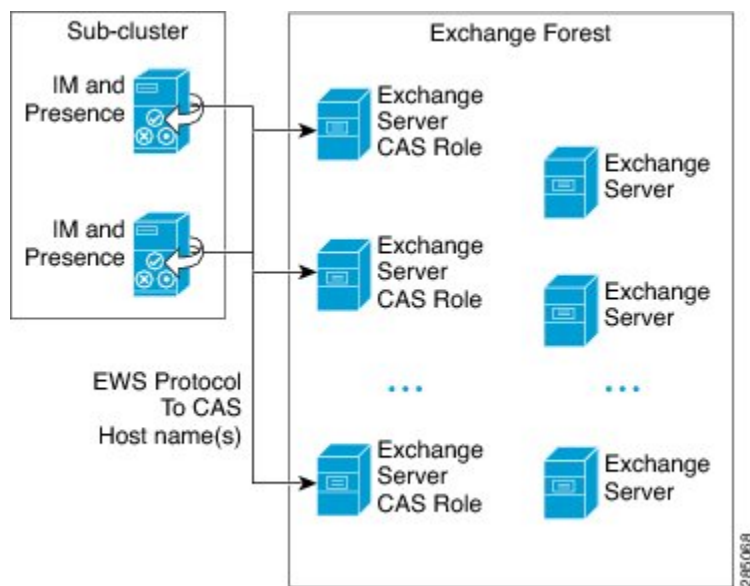 Sub-cluster
IM and
Presence
IM and
Presence
EWS Protocol
To CAS
Host name(s)
Exchange Forest
Exchange
Server
CAS Role
Exchange
Server
Exchange
Server
CAS Role
Exchange
Server
...
...
Exchange
Server
CAS Role
Exchange
Server
285068